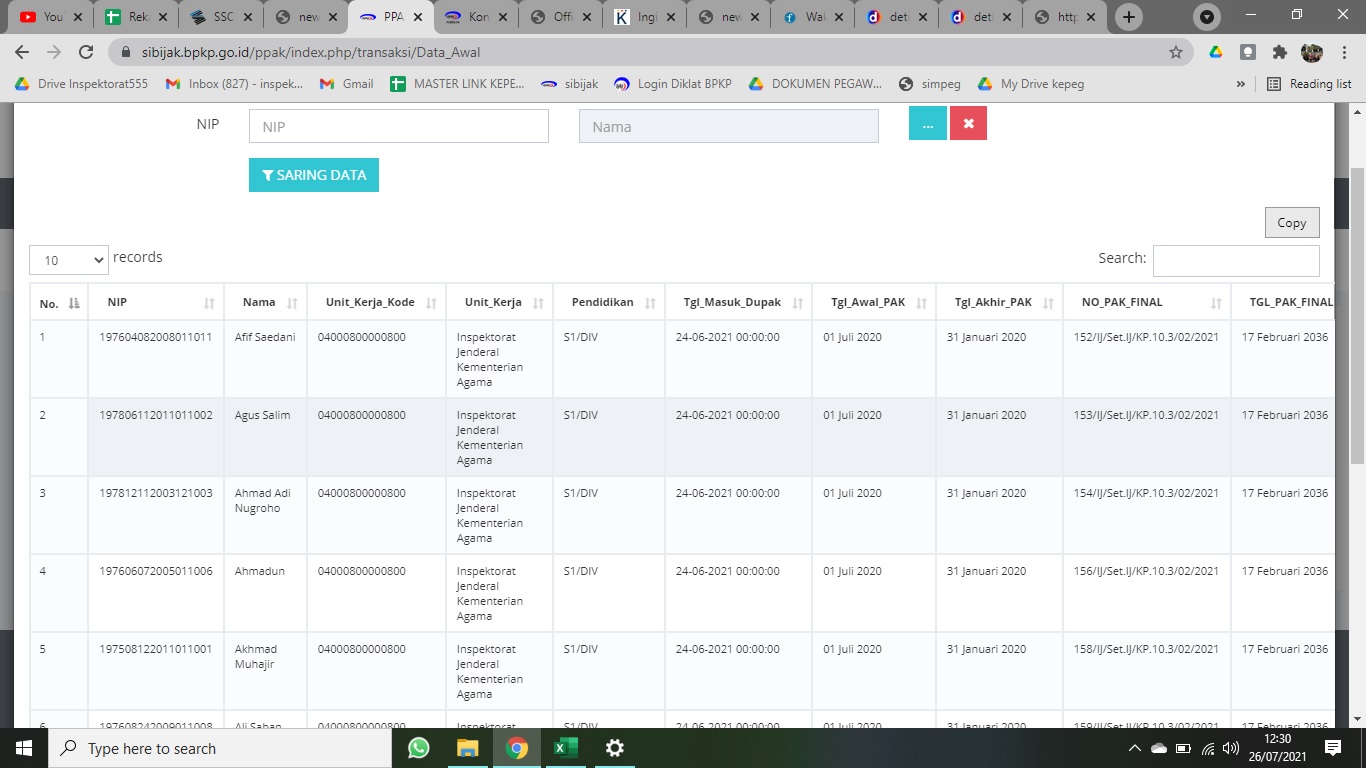 You
Reka
SSC
new
PPA
Kon
Offi
K Ingi
new
Wal
d deti
d deti
http
sibijak.bpkp.go.id/ppak/index.php/transaksi/Data_Awal
Drive Inspektorat555 Inbox (827) - inspek... Gmail MASTER LINK KEPE... sibijak Login Diklat BPKP DOKUMEN PEGAW... simpeg My Drive kepeg » Reading list
NIP NIP Nama ...
SARING DATA
Copy
10 records Search:
No. NIP Nama Unit_Kerja_Kode Unit_Kerja Pendidikan Tgl_Masuk_Dupak Tgl_Awal_PAK Tgl_Akhir_PAK NO_PAK_FINAL TGL_PAK_FINAL
1 197604082008011011 Afif Saedani 04000800000800 Inspektorat S1/DIV 24-06-2021 00:00:00 01 Juli 2020 31 Januari 2020 152/IJ/Set.IJ/KP.10.3/02/2021 17 Februari 2036
Jenderal
Kementerian
Agama
2 197806112011011002 Agus Salim 04000800000800 Inspektorat S1/DIV 24-06-2021 00:00:00 01 Juli 2020 31 Januari 2020 153/IJ/Set.IJ/KP.10.3/02/2021 17 Februari 2036
Jenderal
Kementerian
Agama
3 197812112003121003 Ahmad Adi 04000800000800 Inspektorat S1/DIV 24-06-2021 00:00:00 01 Juli 2020 31 Januari 2020 154/IJ/Set.IJ/KP.10.3/02/2021 17 Februari 2036
Nugroho Jenderal
Kementerian
Agama
4 197606072005011006 Ahmadun 04000800000800 Inspektorat S1/DIV 24-06-2021 00:00:00 01 Juli 2020 31 Januari 2020 156/IJ/Set.IJ/KP.10.3/02/2021 17 Februari 2036
Jenderal
Kementerian
Agama
5 197508122011011001 Akhmad 04000800000800 Inspektorat S1/DIV 24-06-2021 00:00:00 01 Juli 2020 31 Januari 2020 158/IJ/Set.IJ/KP.10.3/02/2021 17 Februari 2036
Muhajir Jenderal
Kementerian
Agama
6 197608242009011008 Ali Saban 04000800000800 Inspektorat S1/DIV 24-06-2021 00:00:00 01 Juli 2020 31 Januari 2020 159/IJ/Set.IJ/KP.10.3/02/2021 17 Februari 2036
Type here to search
12:30
26/07/2021